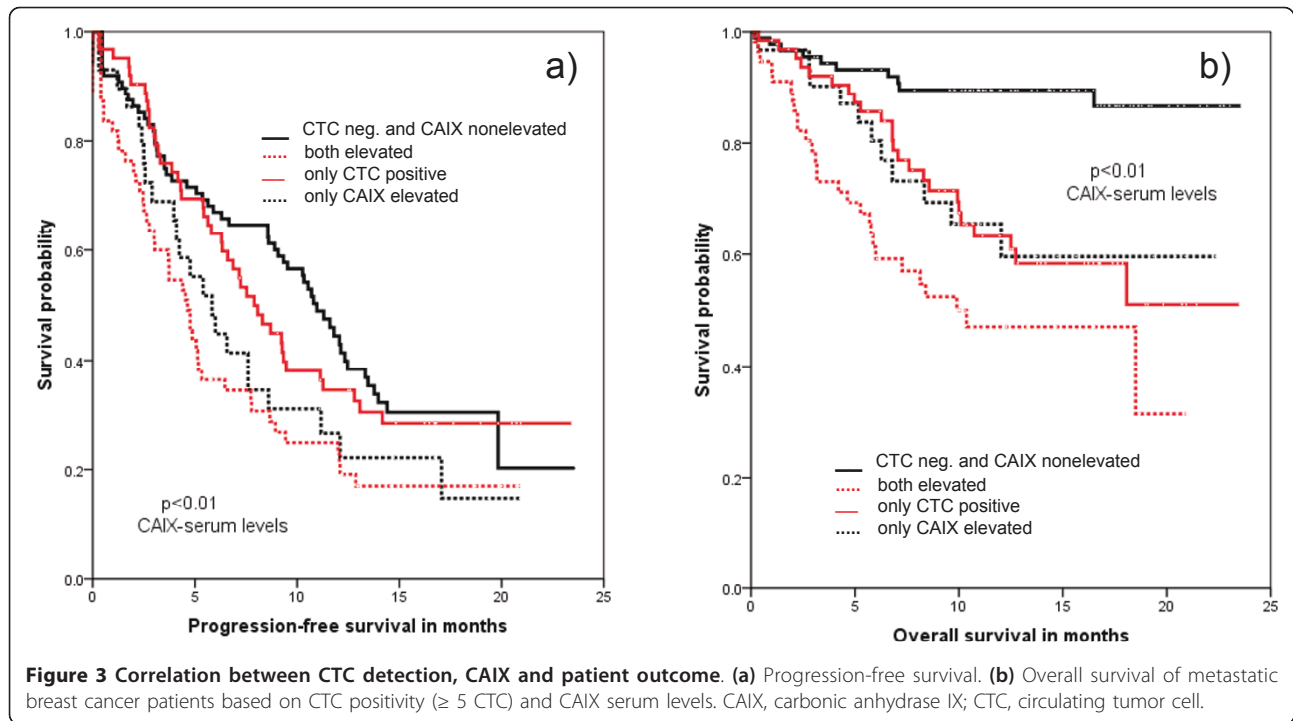 a)
CTC neg. and CAIX nonelevated
both elevated
only CTC positive
only CAIX elevated
p<0.01
CAIX-serum levels
Survival probability
1.0
0.8
0.6
0.4
0.2
0.0
0 5 10 15 20 25
Progression-free survival in months
b)
p<0.01
CAIX-serum levels
CTC neg. and CAIX nonelevated
both elevated
only CTC positive
only CAIX elevated
Survival probability
1.0
0.8
0.6
0.4
0.2
0.0
0 5 10 15 20 25
Overall survival in months
Figure 3 Correlation between CTC detection, CAIX and patient outcome. (a) Progression-free survival. (b) Overall survival of metastatic
breast cancer patients based on CTC positivity (≥ 5 CTC) and CAIX serum levels. CAIX, carbonic anhydrase IX; CTC, circulating tumor cell.